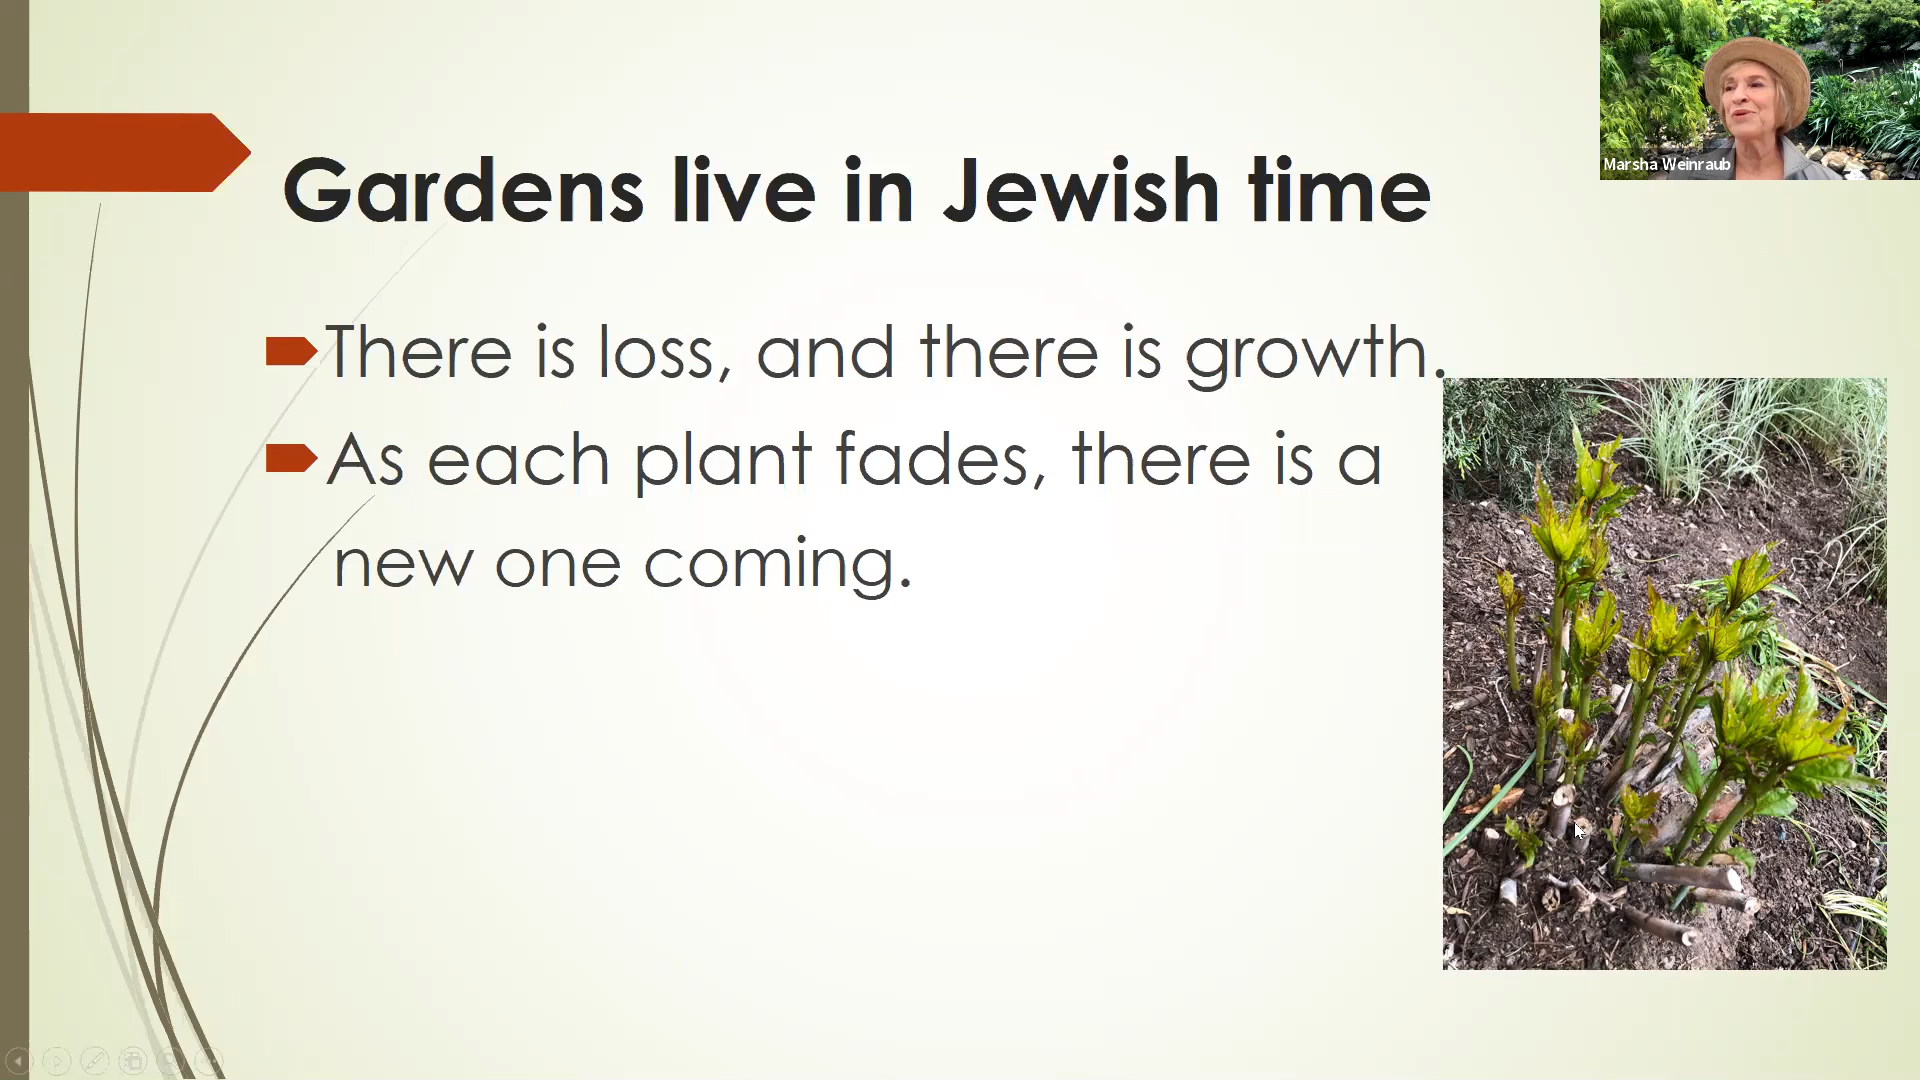 Marsha Weinraub
Gardens live in Jewish time
There is loss, and there is growth.
As each plant fades, there is a
new one coming.